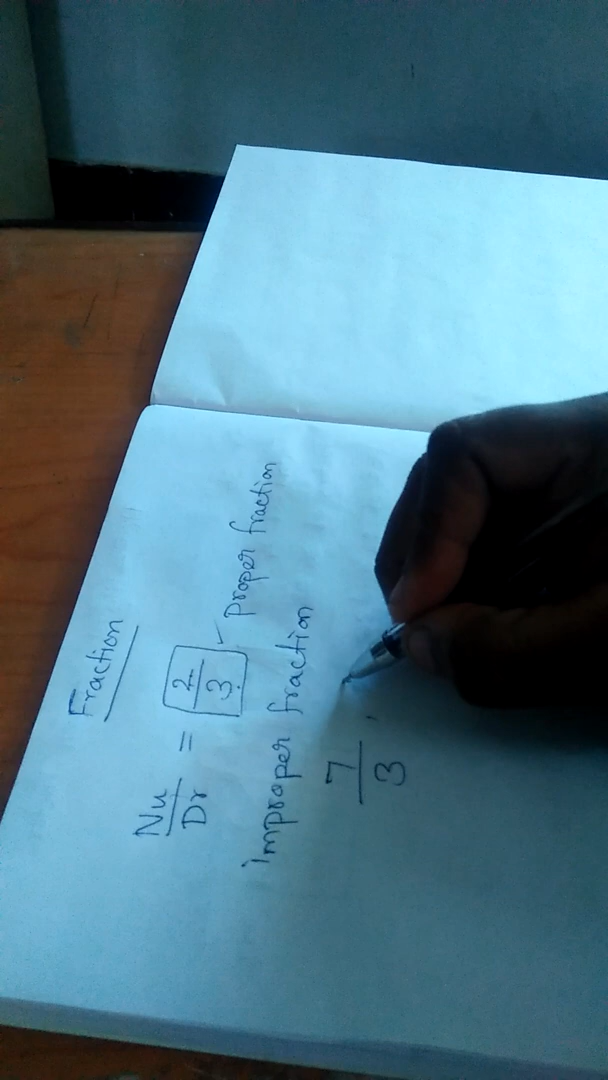 Fraction
Nu/Dr = 2/3 proper fraction
improper fraction
7/3